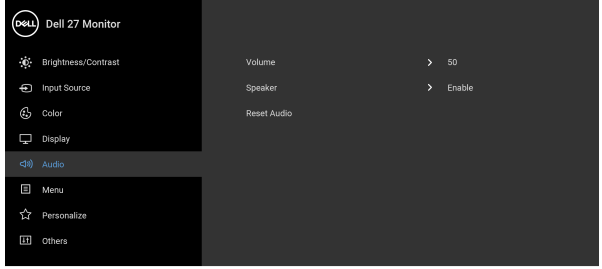 DELL Dell 27 Monitor
Brightness/Contrast
Input Source
Color
Display
Audio
Menu
Personalize
Others
Volume 50
Speaker Enable
Reset Audio